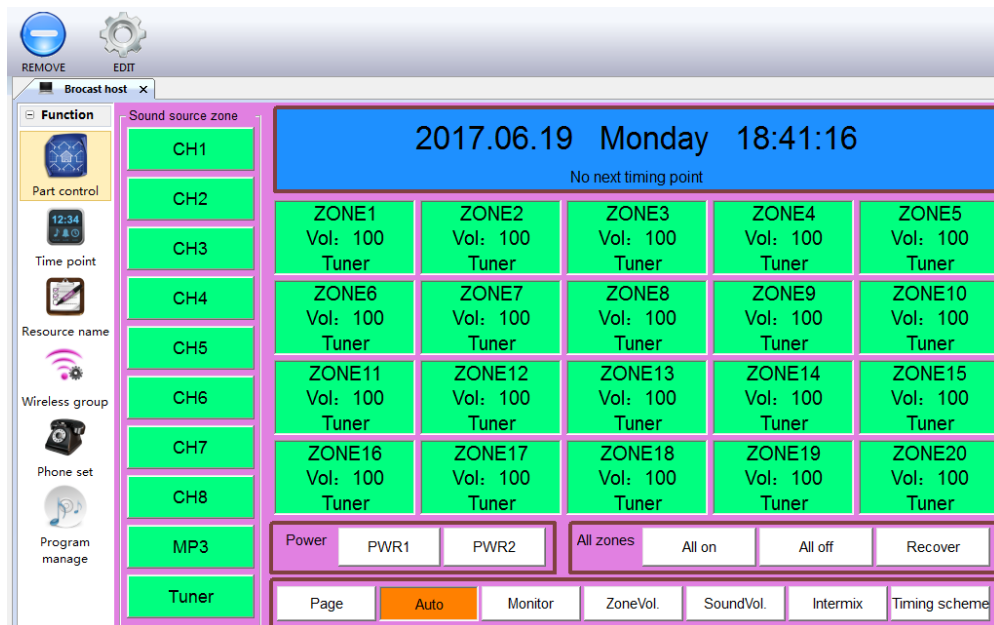 REMOVE EDIT
Brocast host X
Function
Part control
12:34
Time point
Resource name
Wireless group
Phone set
Program
manage
Sound source zone
CH1
CH2
CH3
CH4
CH5
CH6
CH7
CH8
MP3
Tuner
2017.06.19 Monday 18:41:16
No next timing point
ZONE1 ZONE2 ZONE3 ZONE4 ZONE5
Vol: 100 Vol: 100 Vol: 100 Vol: 100 Vol: 100
Tuner Tuner Tuner Tuner Tuner
ZONE6 ZONE7 ZONE8 ZONE9 ZONE10
Vol: 100 Vol: 100 Vol: 100 Vol: 100 Vol: 100
Tuner Tuner Tuner Tuner Tuner
ZONE11 ZONE12 ZONE13 ZONE14 ZONE15
Vol: 100 Vol: 100 Vol: 100 Vol: 100 Vol: 100
Tuner Tuner Tuner Tuner Tuner
ZONE16 ZONE17 ZONE18 ZONE19 ZONE20
Vol: 100 Vol: 100 Vol: 100 Vol: 100 Vol: 100
Tuner Tuner Tuner Tuner Tuner
Power PWR1 PWR2 All zones All on All off Recover
Page Auto Monitor ZoneVol. SoundVol. Intermix Timing scheme